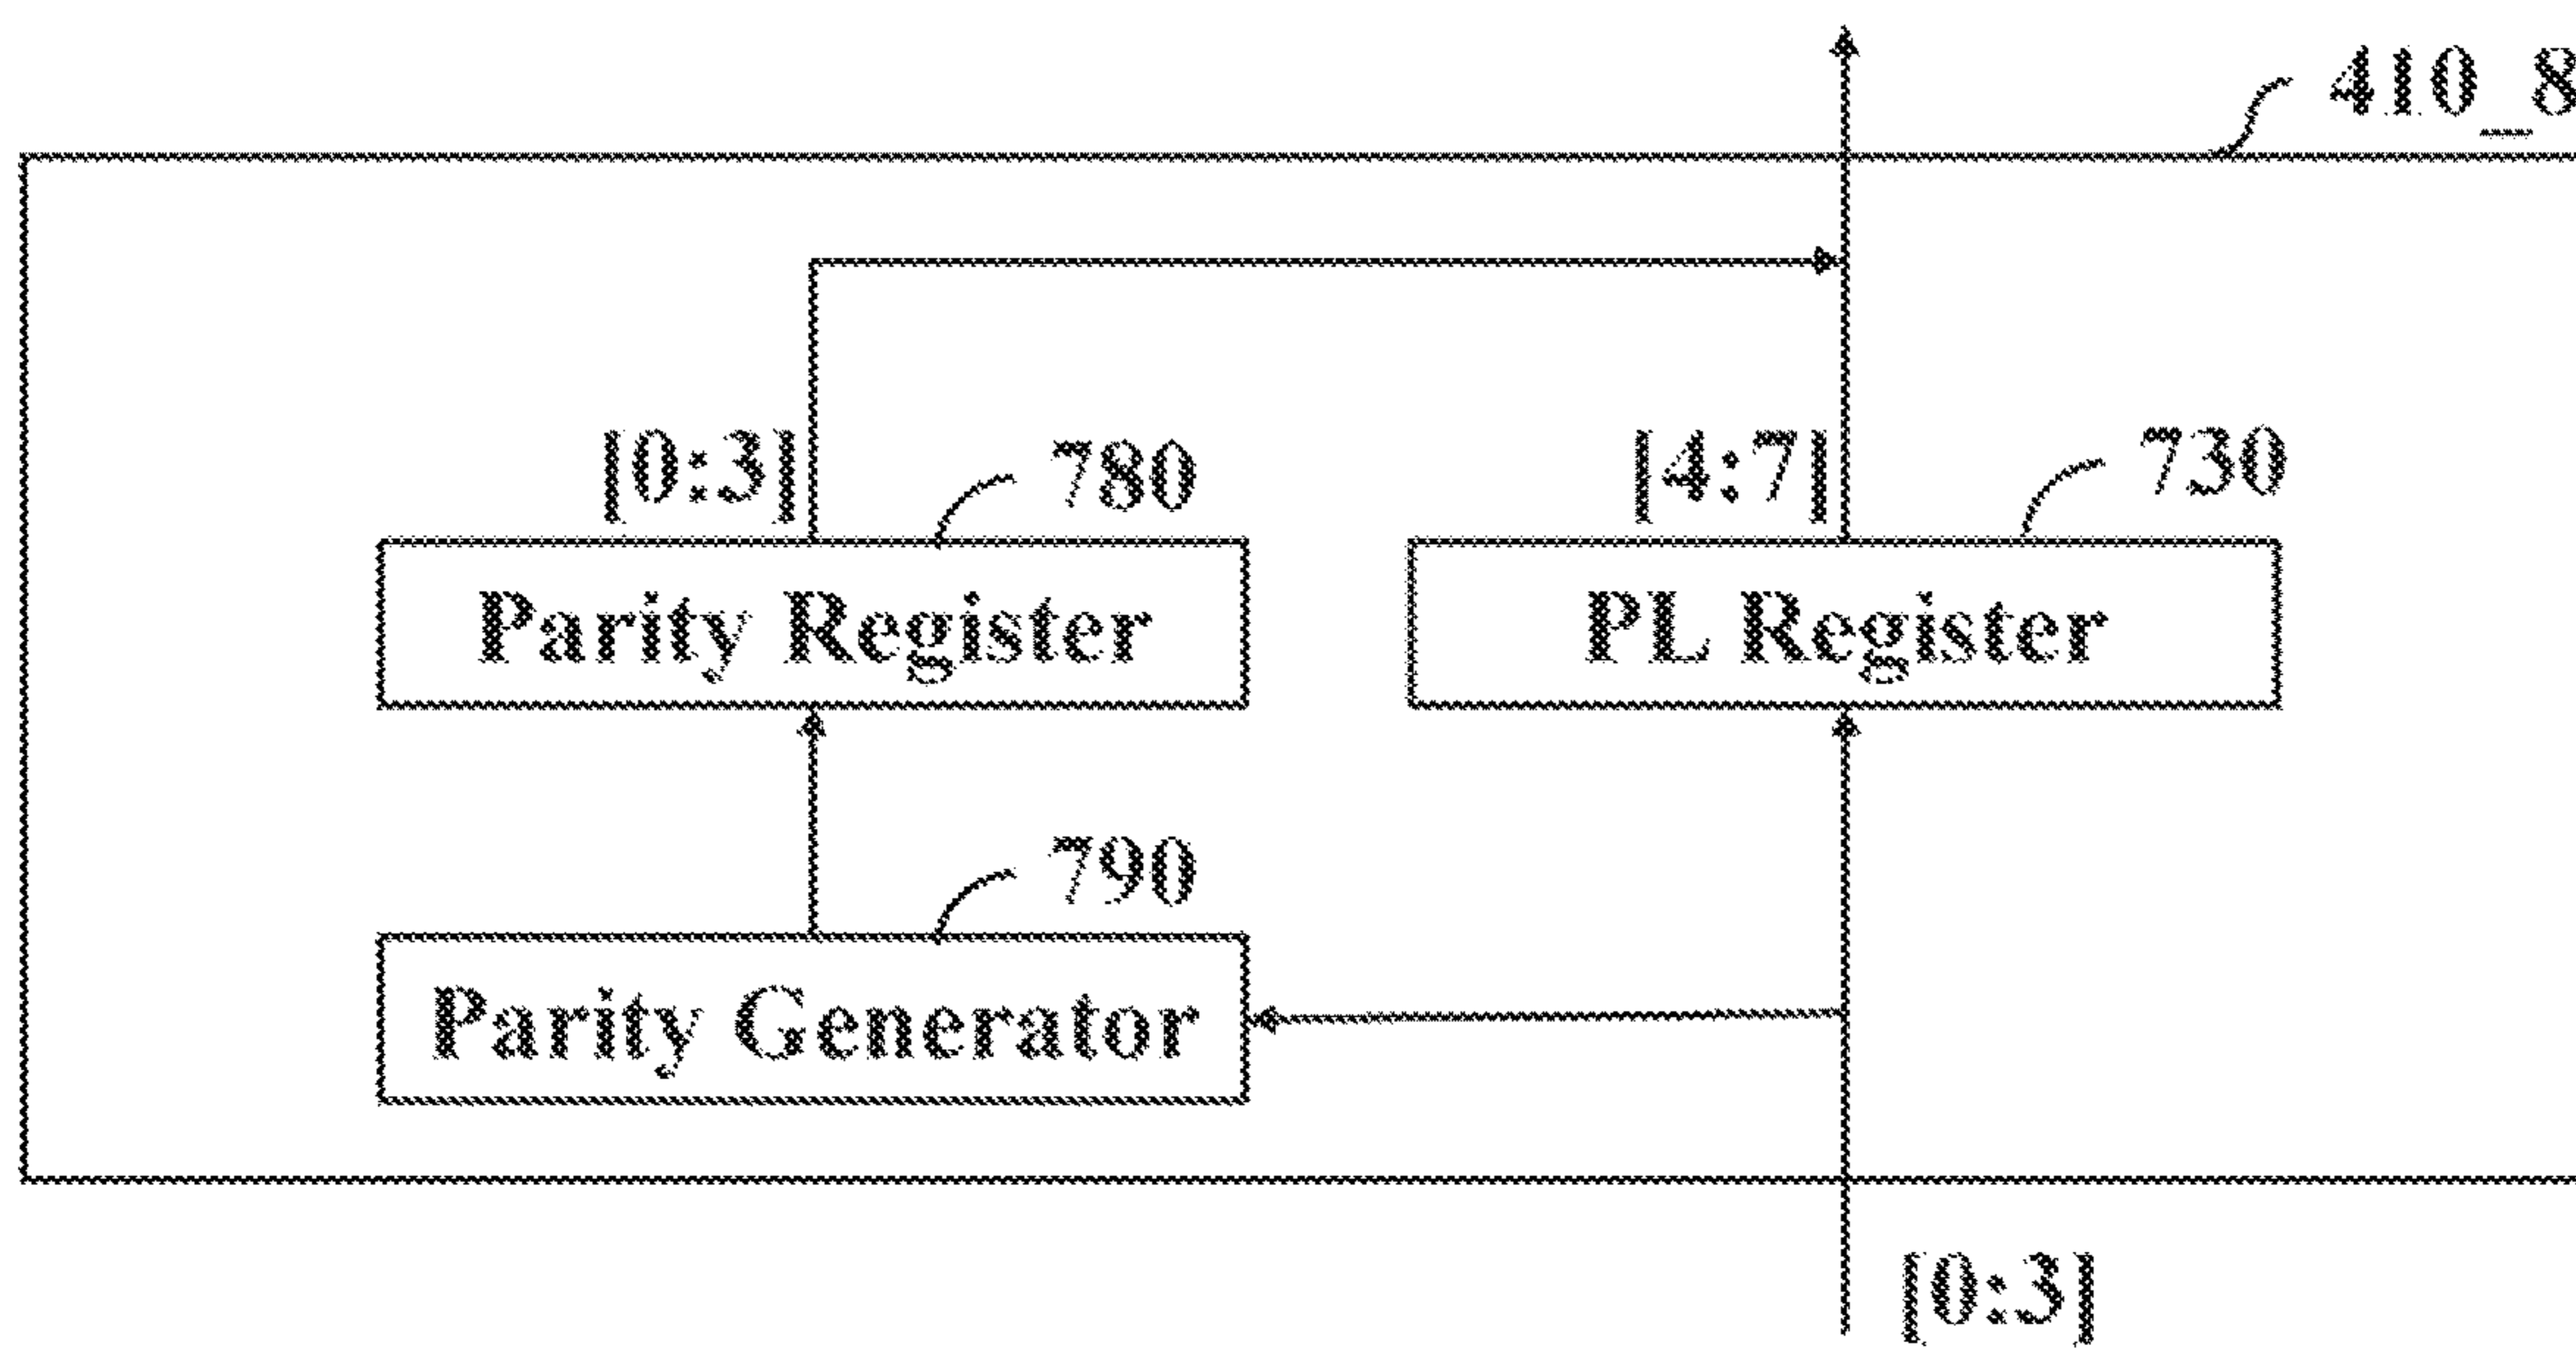 410_8
[0:3]
780
[4:7]
730
Parity Register
PL Register
790
Parity Generator
[0:3]